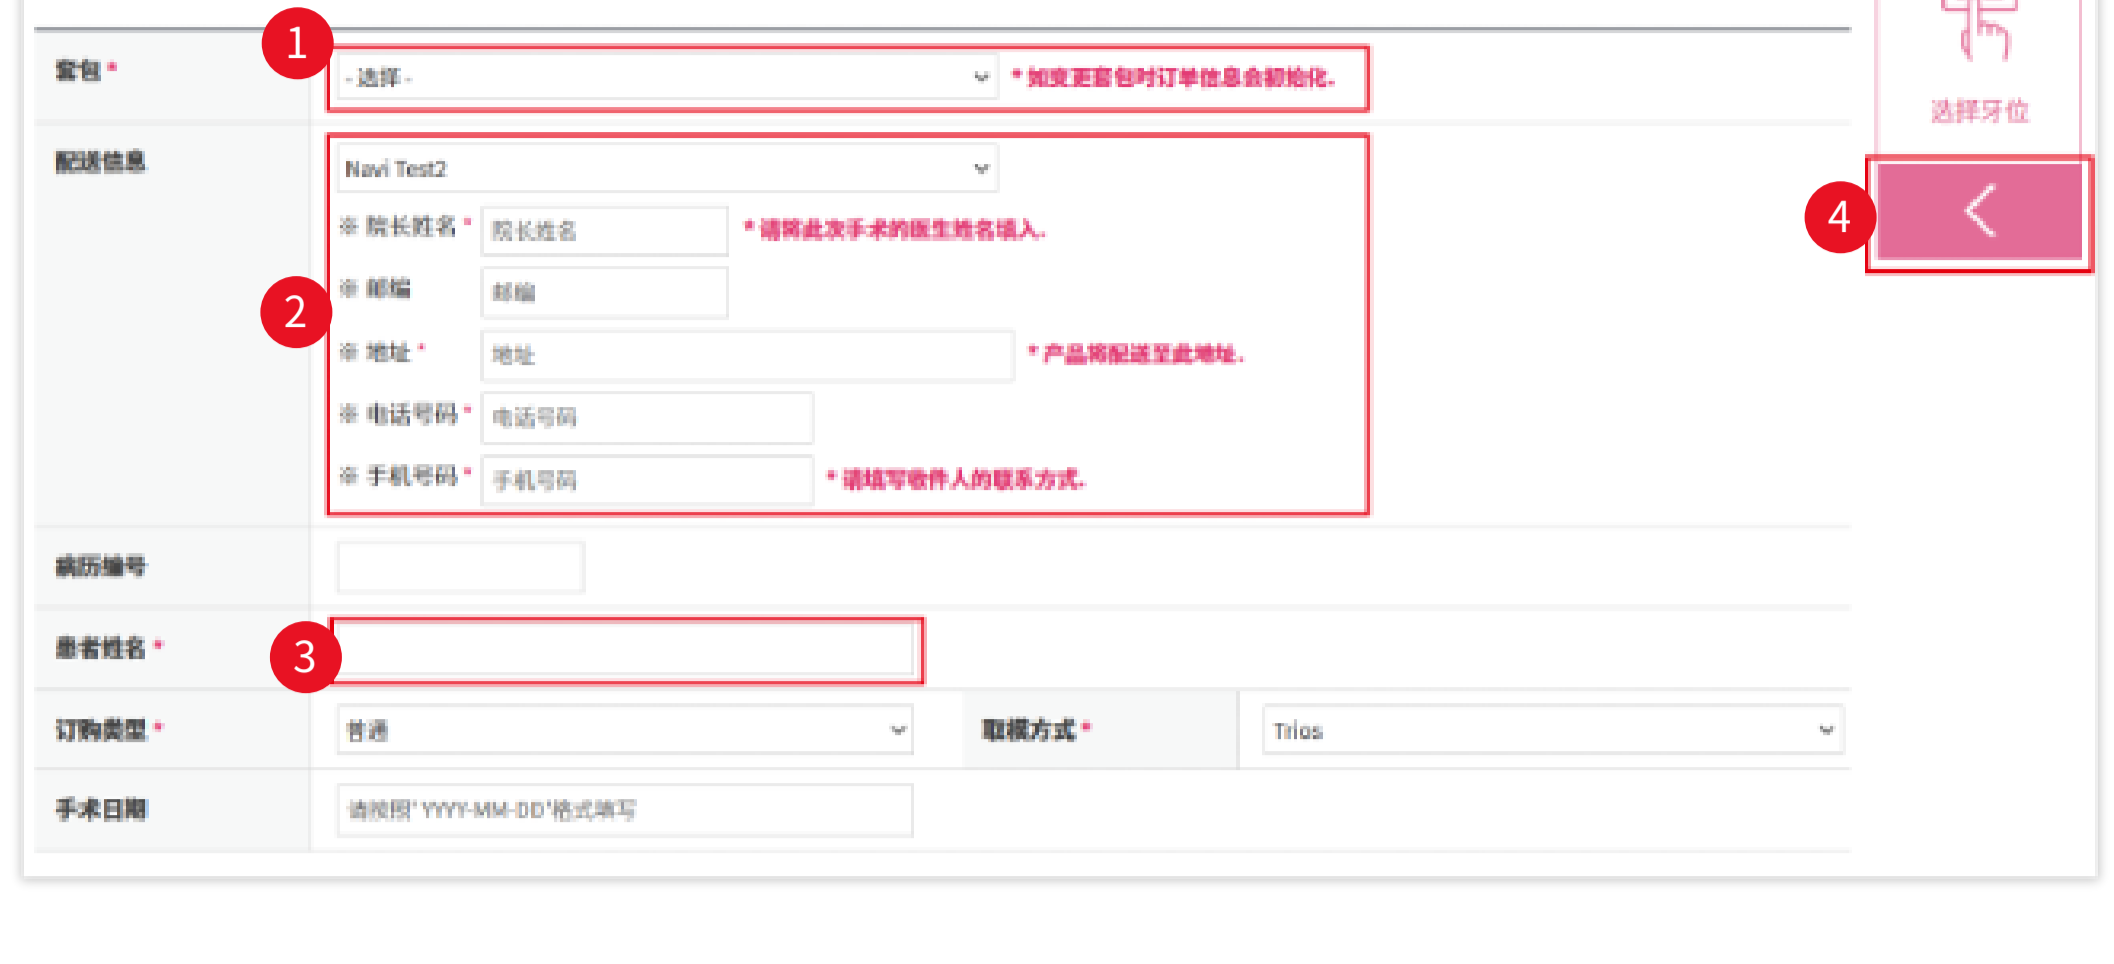 1
套包 *
- 选择 -
* 如变更套包时订单信息会初始化.
选择牙位
配送信息
Navi Test2
4
※ 院长姓名 *
院长姓名
* 请将此次手术的医生姓名填入.
2
※ 邮编
邮编
※ 地址 *
地址
* 产品将配送至此地址.
※ 电话号码 *
电话号码
※ 手机号码 *
手机号码
* 请填写收件人的联系方式.
病历编号
患者姓名 *
3
订购类型 *
普通
取模方式 *
Trios
手术日期
请按照"YYYY-MM-DD"格式填写